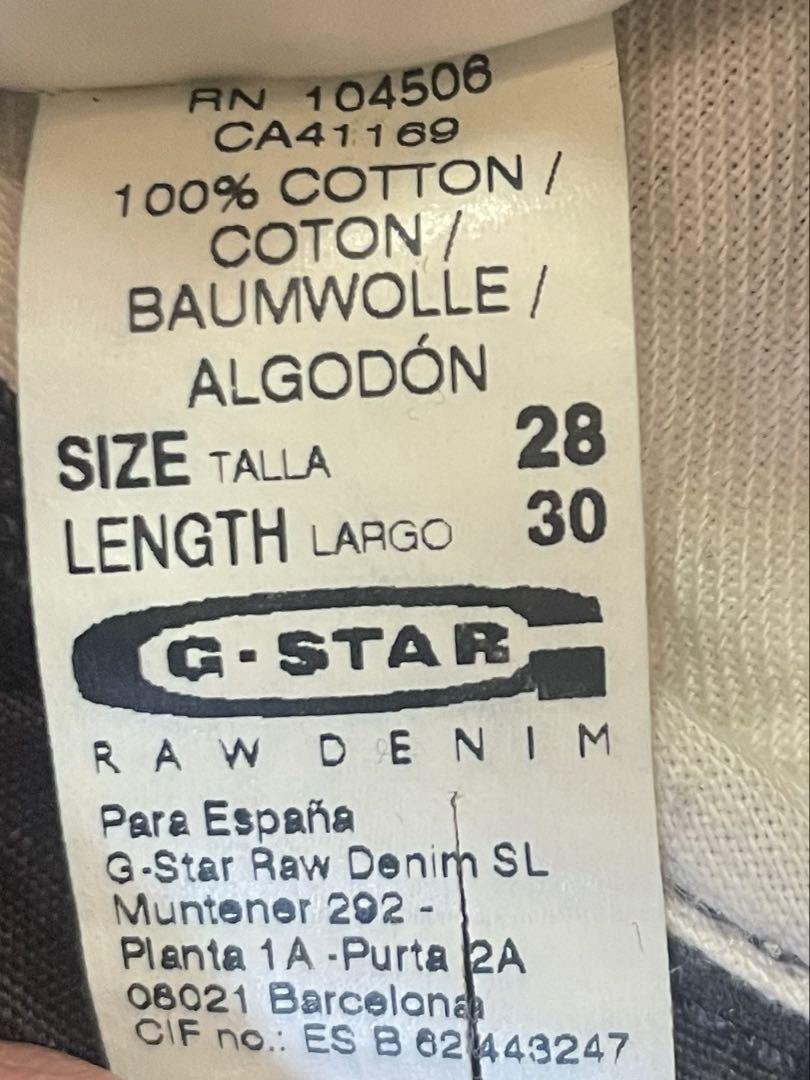 RN 104506
CA41169
100% COTTON /
COTON /
BAUMWOLLE /
ALGODÓN
SIZE TALLA 28
LENGTH LARGO 30
G-STAR
RAW DENIM
Para España
G-Star Raw Denim SL
Muntener 292 -
Planta 1A -Purta 2A
08021 Barcelona
CIF no.: ES B 62443247